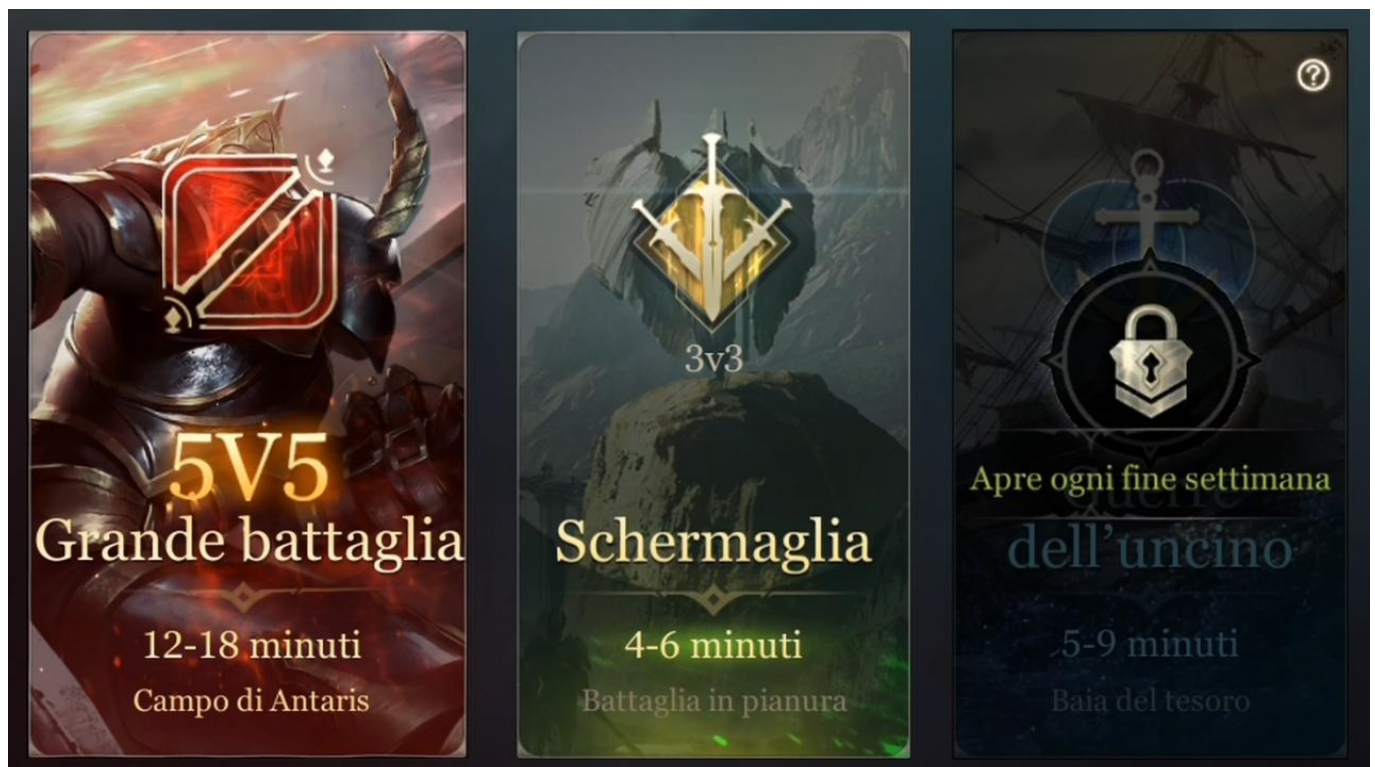 5V5
Grande battaglia
12-18 minuti
Campo di Antaris
3v3
Schermaglia
4-6 minuti
Battaglia in pianura
?
Apre ogni fine settimana
Guerre
dell'uncino
5-9 minuti
Baia del tesoro